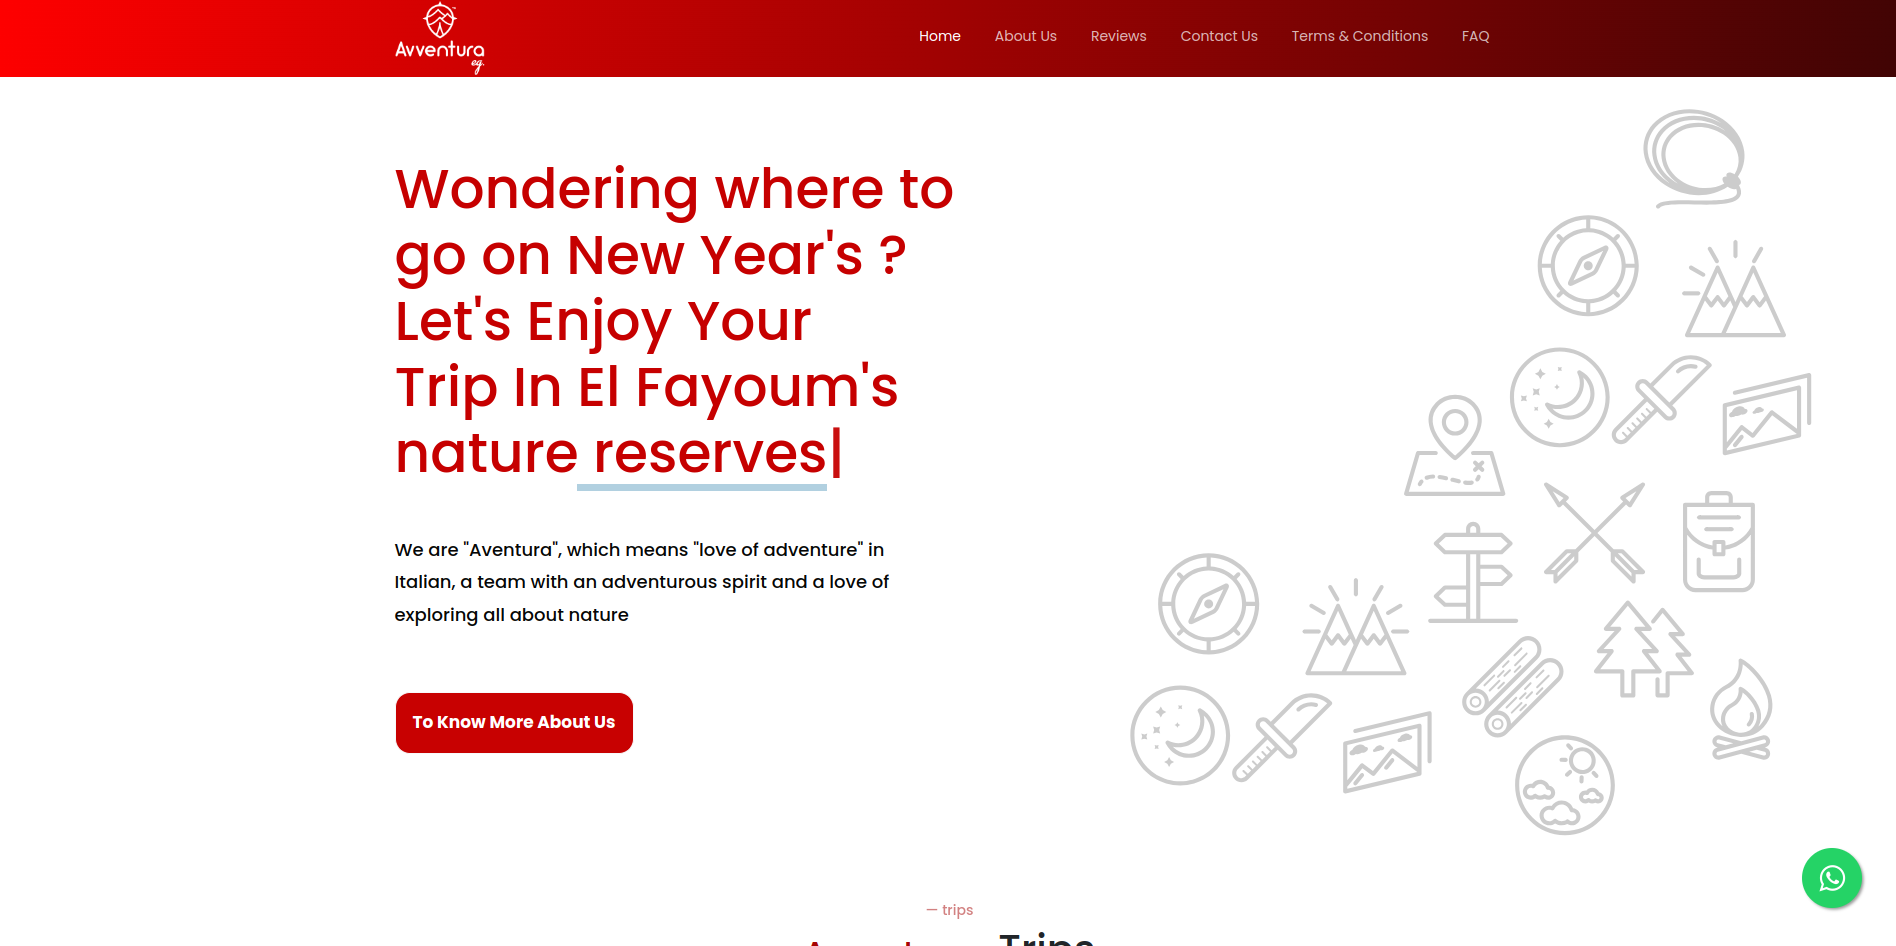 Avventura
eg.
Home About Us Reviews Contact Us Terms & Conditions FAQ
Wondering where to
go on New Year's ?
Let's Enjoy Your
Trip In El Fayoum's
nature reserves|
We are "Aventura", which means "love of adventure" in
Italian, a team with an adventurous spirit and a love of
exploring all about nature
To Know More About Us
— trips
Trips